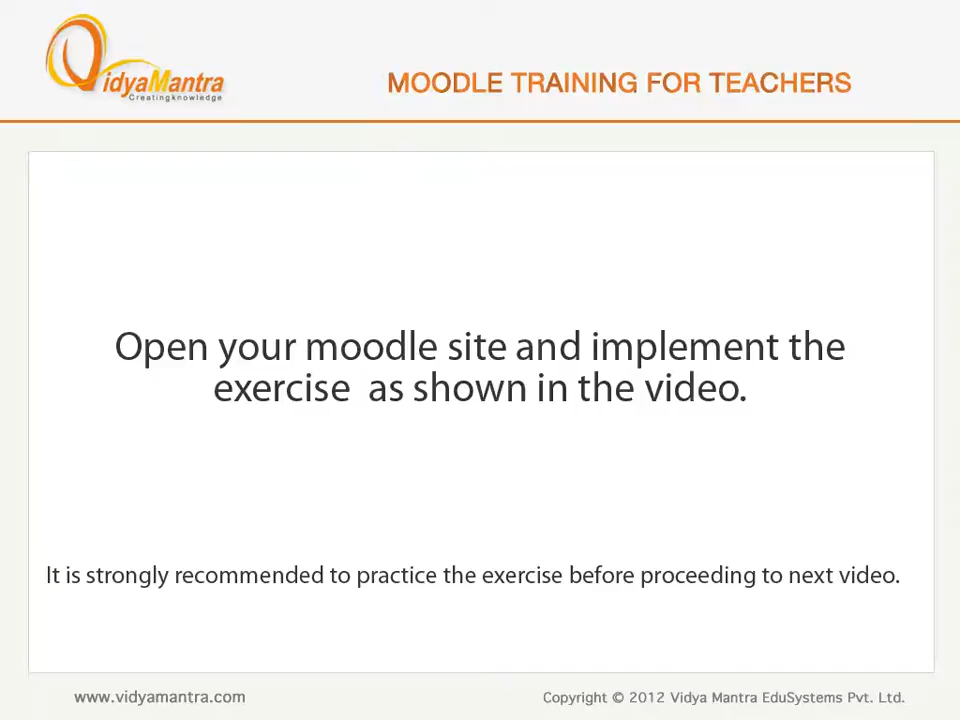 VidyaMantra
Creatingknowledge
MOODLE TRAINING FOR TEACHERS
Open your moodle site and implement the
exercise  as shown in the video.
It is strongly recommended to practice the exercise before proceeding to next video.
www.vidyamantra.com
Copyright © 2012 Vidya Mantra EduSystems Pvt. Ltd.